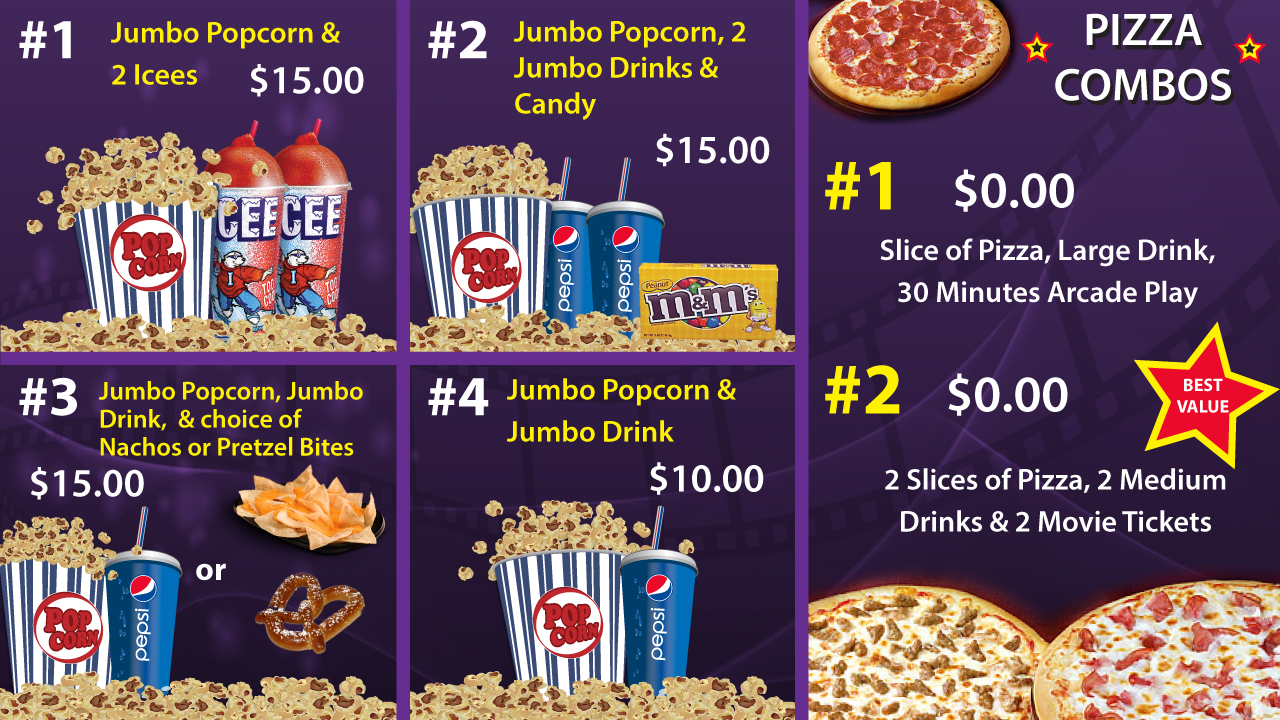 #1
Jumbo Popcorn &
2 Icees
$15.00
POP
CORN
CEE
CEE
I
I
#2
Jumbo Popcorn, 2
Jumbo Drinks &
Candy
$15.00
POP
CORN
pepsi
pepsi
Peanut
m&m's
#3
Jumbo Popcorn, Jumbo
Drink, & choice of
Nachos or Pretzel Bites
$15.00
or
POP
CORN
pepsi
#4
Jumbo Popcorn &
Jumbo Drink
$10.00
POP
CORN
pepsi
PIZZA
COMBOS
#1
$0.00
Slice of Pizza, Large Drink,
30 Minutes Arcade Play
#2
$0.00
BEST
VALUE
2 Slices of Pizza, 2 Medium
Drinks & 2 Movie Tickets